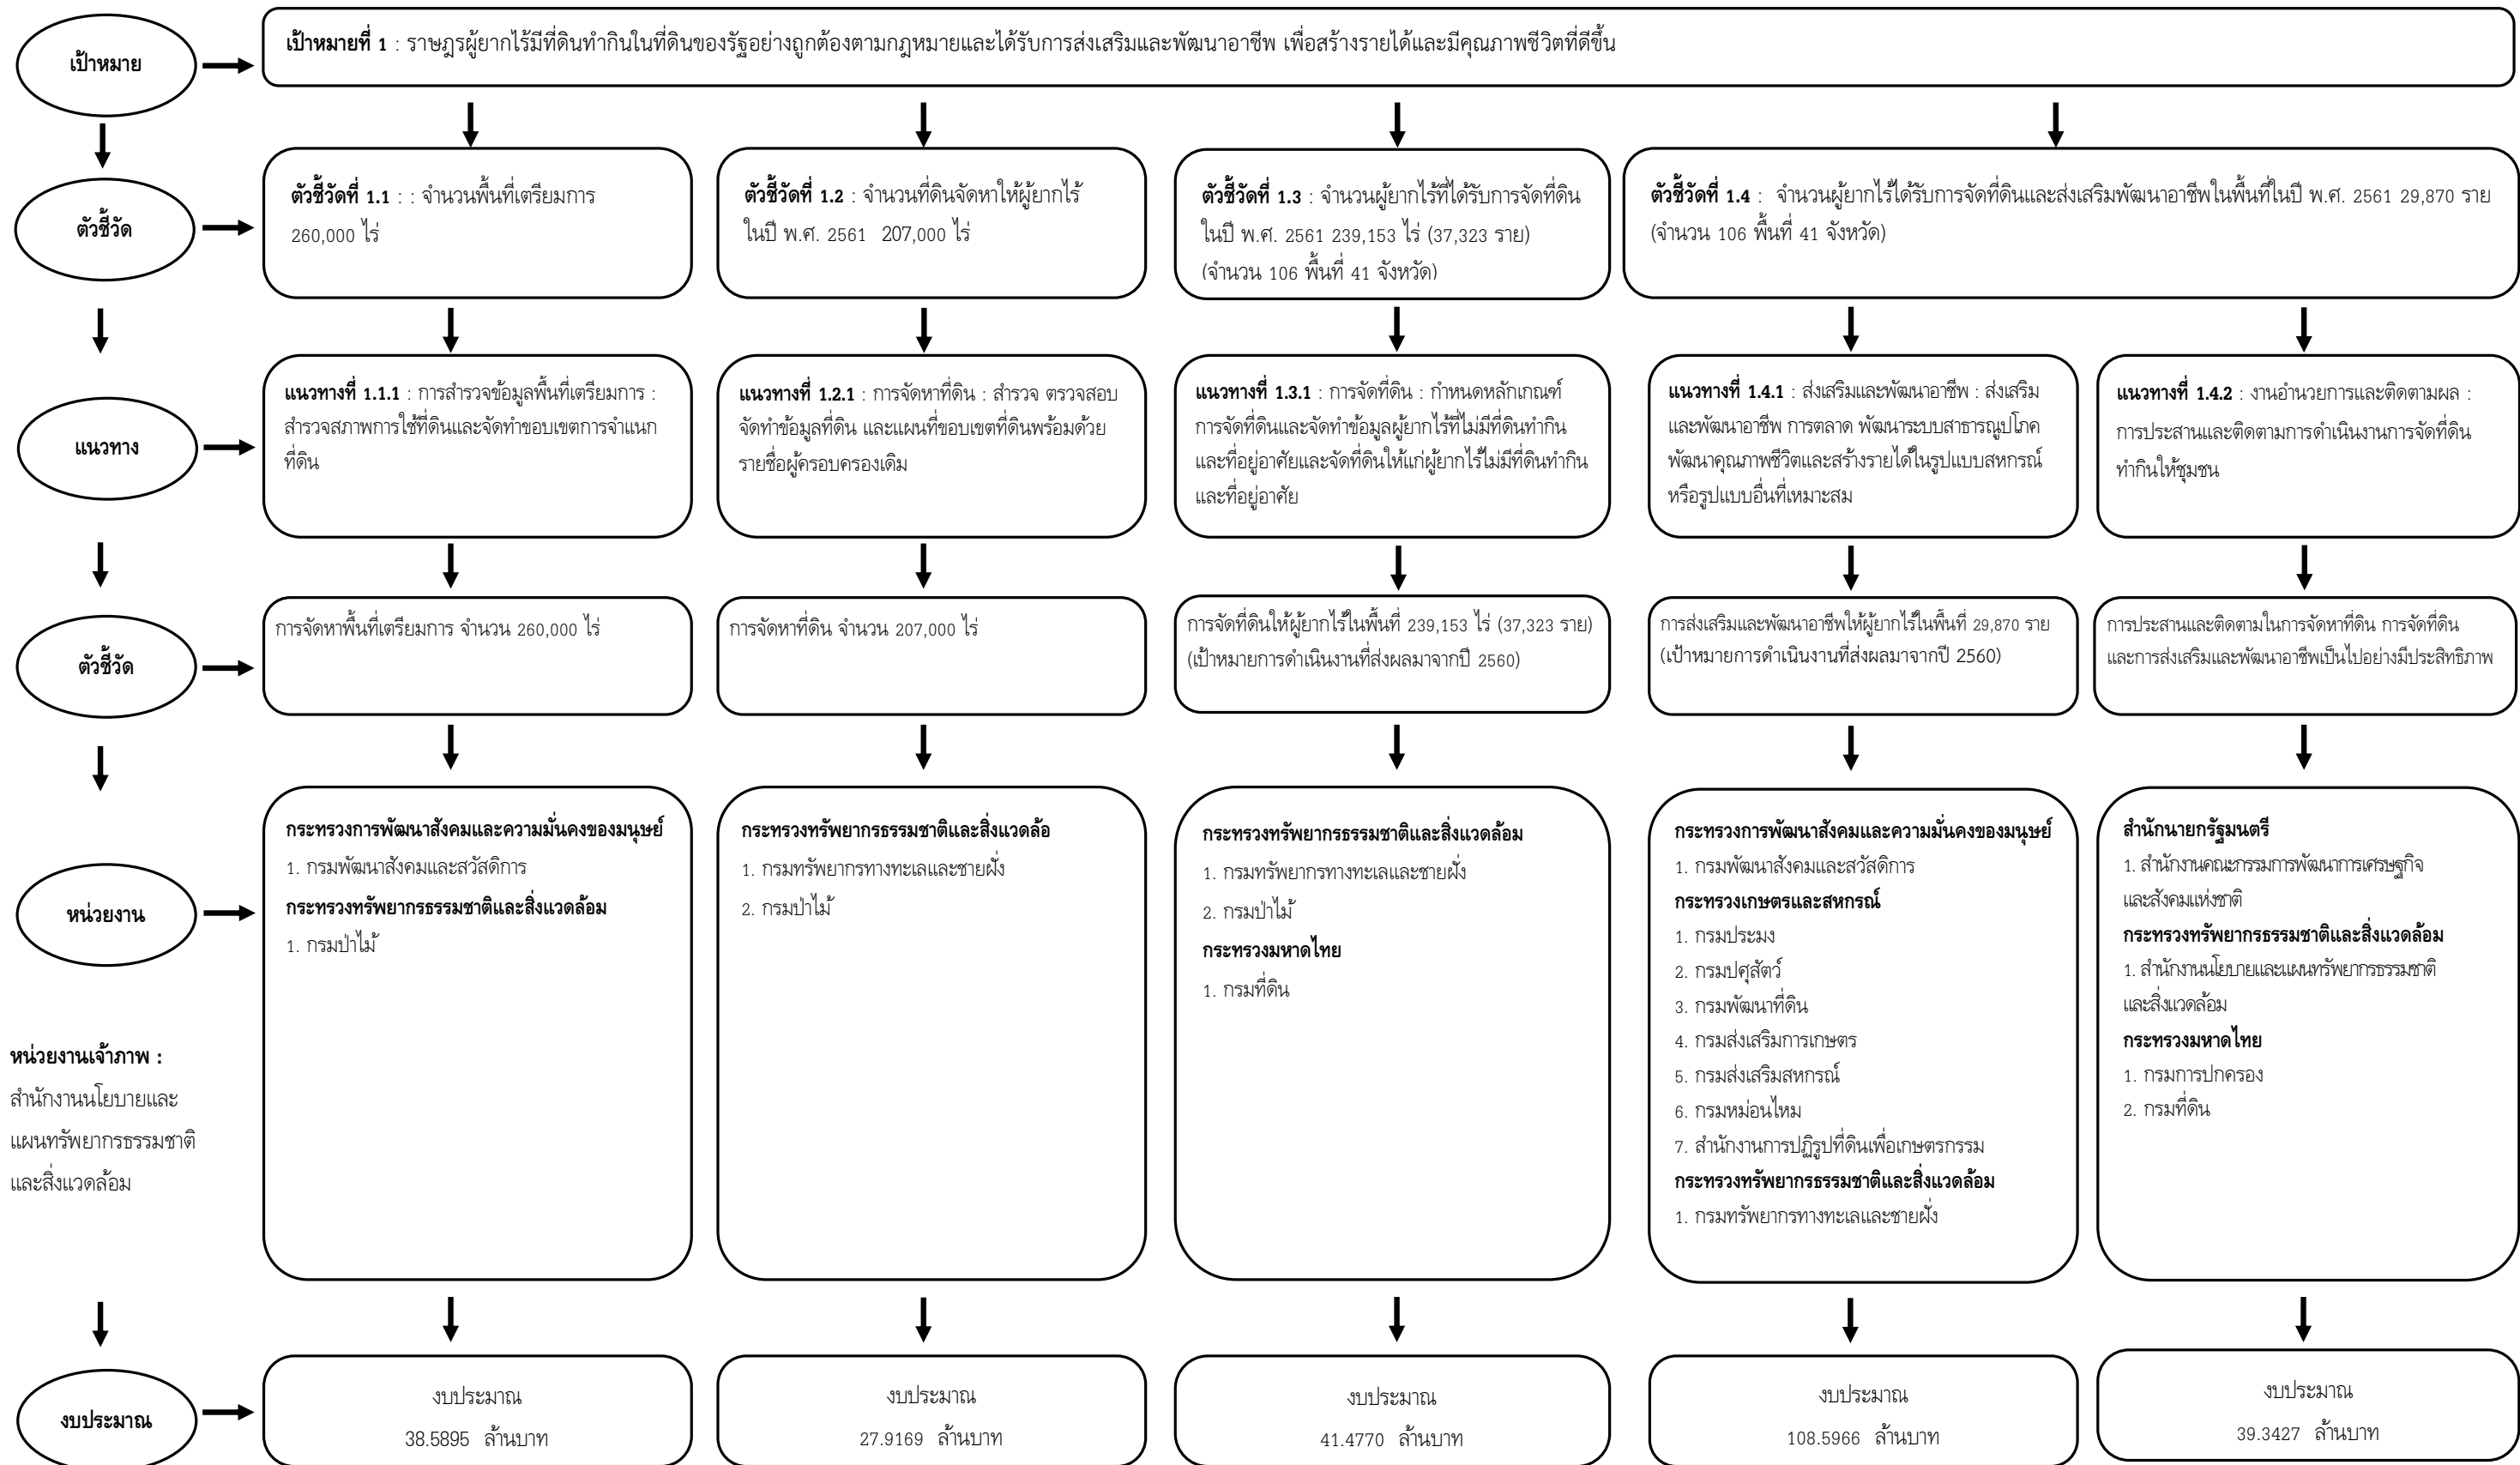 เป้าหมาย
เป้าหมายที่ 1 : ราษฎรผู้ยากไร้มีที่ดินทำกินในที่ดินของรัฐอย่างถูกต้องตามกฎหมายและได้รับการส่งเสริมและพัฒนาอาชีพ เพื่อสร้างรายได้และมีคุณภาพชีวิตที่ดีขึ้น
ตัวชี้วัด
ตัวชี้วัดที่ 1.1 : : จำนวนพื้นที่เตรียมการ
260,000 ไร่
ตัวชี้วัดที่ 1.2 : จำนวนที่ดินจัดหาให้ผู้ยากไร้
ในปี พ.ศ. 2561 207,000 ไร่
ตัวชี้วัดที่ 1.3 : จำนวนผู้ยากไร้ที่ได้รับการจัดที่ดิน
ในปี พ.ศ. 2561 239,153 ไร่ (37,323 ราย)
(จำนวน 106 พื้นที่ 41 จังหวัด)
ตัวชี้วัดที่ 1.4 : จำนวนผู้ยากไร้ได้รับการจัดที่ดินและส่งเสริมพัฒนาอาชีพในพื้นที่ในปี พ.ศ. 2561 29,870 ราย
(จำนวน 106 พื้นที่ 41 จังหวัด)
แนวทาง
แนวทางที่ 1.1.1 : การสำรวจข้อมูลพื้นที่เตรียมการ :
สำรวจสภาพการใช้ที่ดินและจัดทำขอบเขตการจำแนก
ที่ดิน
แนวทางที่ 1.2.1 : การจัดหาที่ดิน : สำรวจ ตรวจสอบ
จัดทำข้อมูลที่ดิน และแผนที่ขอบเขตที่ดินพร้อมด้วย
รายชื่อผู้ครอบครองเดิม
แนวทางที่ 1.3.1 : การจัดที่ดิน : กำหนดหลักเกณฑ์
การจัดที่ดินและจัดทำข้อมูลผู้ยากไร้ที่ไม่มีที่ดินทำกิน
และที่อยู่อาศัยและจัดที่ดินให้แก่ผู้ยากไร้ไม่มีที่ดินทำกิน
และที่อยู่อาศัย
แนวทางที่ 1.4.1 : ส่งเสริมและพัฒนาอาชีพ : ส่งเสริม
และพัฒนาอาชีพ การตลาด พัฒนาระบบสาธารณูปโภค
พัฒนาคุณภาพชีวิตและสร้างรายได้ในรูปแบบสหกรณ์
หรือรูปแบบอื่นที่เหมาะสม
แนวทางที่ 1.4.2 : งานอำนวยการและติดตามผล :
การประสานและติดตามการดำเนินงานการจัดที่ดิน
ทำกินให้ชุมชน
ตัวชี้วัด
การจัดหาพื้นที่เตรียมการ จำนวน 260,000 ไร่
การจัดหาที่ดิน จำนวน 207,000 ไร่
การจัดที่ดินให้ผู้ยากไร้ในพื้นที่ 239,153 ไร่ (37,323 ราย)
(เป้าหมายการดำเนินงานที่ส่งผลมาจากปี 2560)
การส่งเสริมและพัฒนาอาชีพให้ผู้ยากไร้ในพื้นที่ 29,870 ราย
(เป้าหมายการดำเนินงานที่ส่งผลมาจากปี 2560)
การประสานและติดตามในการจัดหาที่ดิน การจัดที่ดิน
และการส่งเสริมและพัฒนาอาชีพเป็นไปอย่างมีประสิทธิภาพ
หน่วยงาน
กระทรวงการพัฒนาสังคมและความมั่นคงของมนุษย์
1. กรมพัฒนาสังคมและสวัสดิการ
กระทรวงทรัพยากรธรรมชาติและสิ่งแวดล้อม
1. กรมป่าไม้
กระทรวงทรัพยากรธรรมชาติและสิ่งแวดล้อ
1. กรมทรัพยากรทางทะเลและชายฝั่ง
2. กรมป่าไม้
กระทรวงทรัพยากรธรรมชาติและสิ่งแวดล้อม
1. กรมทรัพยากรทางทะเลและชายฝั่ง
2. กรมป่าไม้
กระทรวงมหาดไทย
1. กรมที่ดิน
กระทรวงการพัฒนาสังคมและความมั่นคงของมนุษย์
1. กรมพัฒนาสังคมและสวัสดิการ
กระทรวงเกษตรและสหกรณ์
1. กรมประมง
2. กรมปศุสัตว์
3. กรมพัฒนาที่ดิน
4. กรมส่งเสริมการเกษตร
5. กรมส่งเสริมสหกรณ์
6. กรมหม่อนไหม
7. สำนักงานการปฏิรูปที่ดินเพื่อเกษตรกรรม
กระทรวงทรัพยากรธรรมชาติและสิ่งแวดล้อม
1. กรมทรัพยากรทางทะเลและชายฝั่ง
สำนักนายกรัฐมนตรี
1. สำนักงานคณะกรรมการพัฒนาการเศรษฐกิจ
และสังคมแห่งชาติ
กระทรวงทรัพยากรธรรมชาติและสิ่งแวดล้อม
1. สำนักงานนโยบายและแผนทรัพยากรธรรมชาติ
และสิ่งแวดล้อม
กระทรวงมหาดไทย
1. กรมการปกครอง
2. กรมที่ดิน
หน่วยงานเจ้าภาพ :
สำนักงานนโยบายและ
แผนทรัพยากรธรรมชาติ
และสิ่งแวดล้อม
งบประมาณ
งบประมาณ
38.5895 ล้านบาท
งบประมาณ
27.9169 ล้านบาท
งบประมาณ
41.4770 ล้านบาท
งบประมาณ
108.5966 ล้านบาท
งบประมาณ
39.3427 ล้านบาท